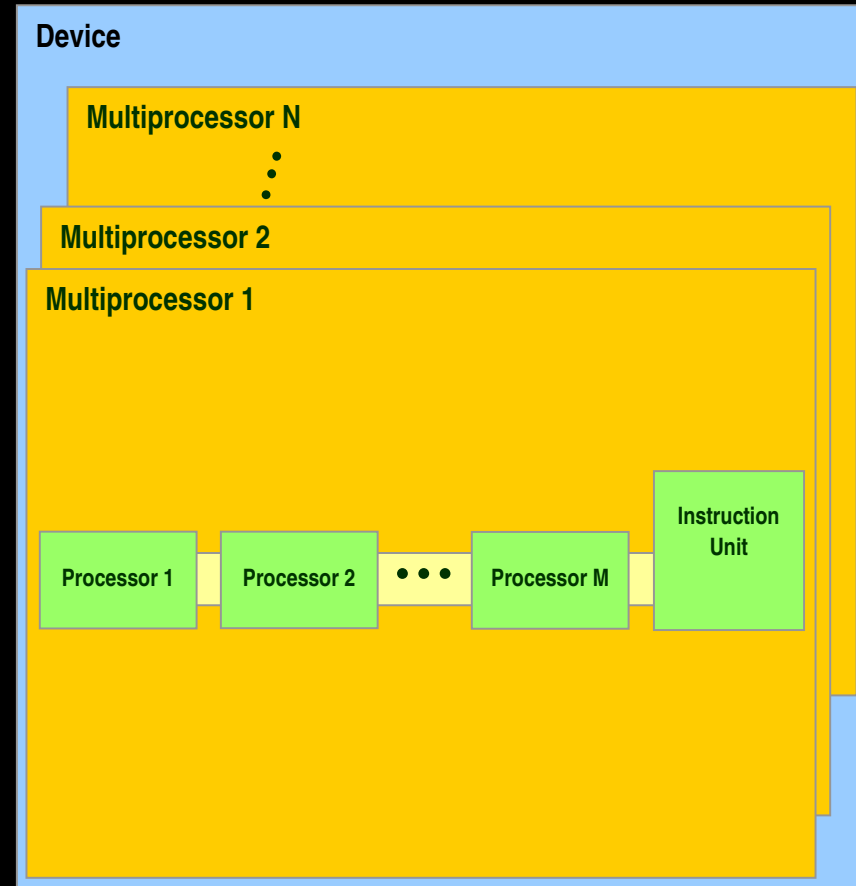 Device
Multiprocessor N
Multiprocessor 2
Multiprocessor 1
Processor 1
Processor 2
• • •
Processor M
Instruction
Unit